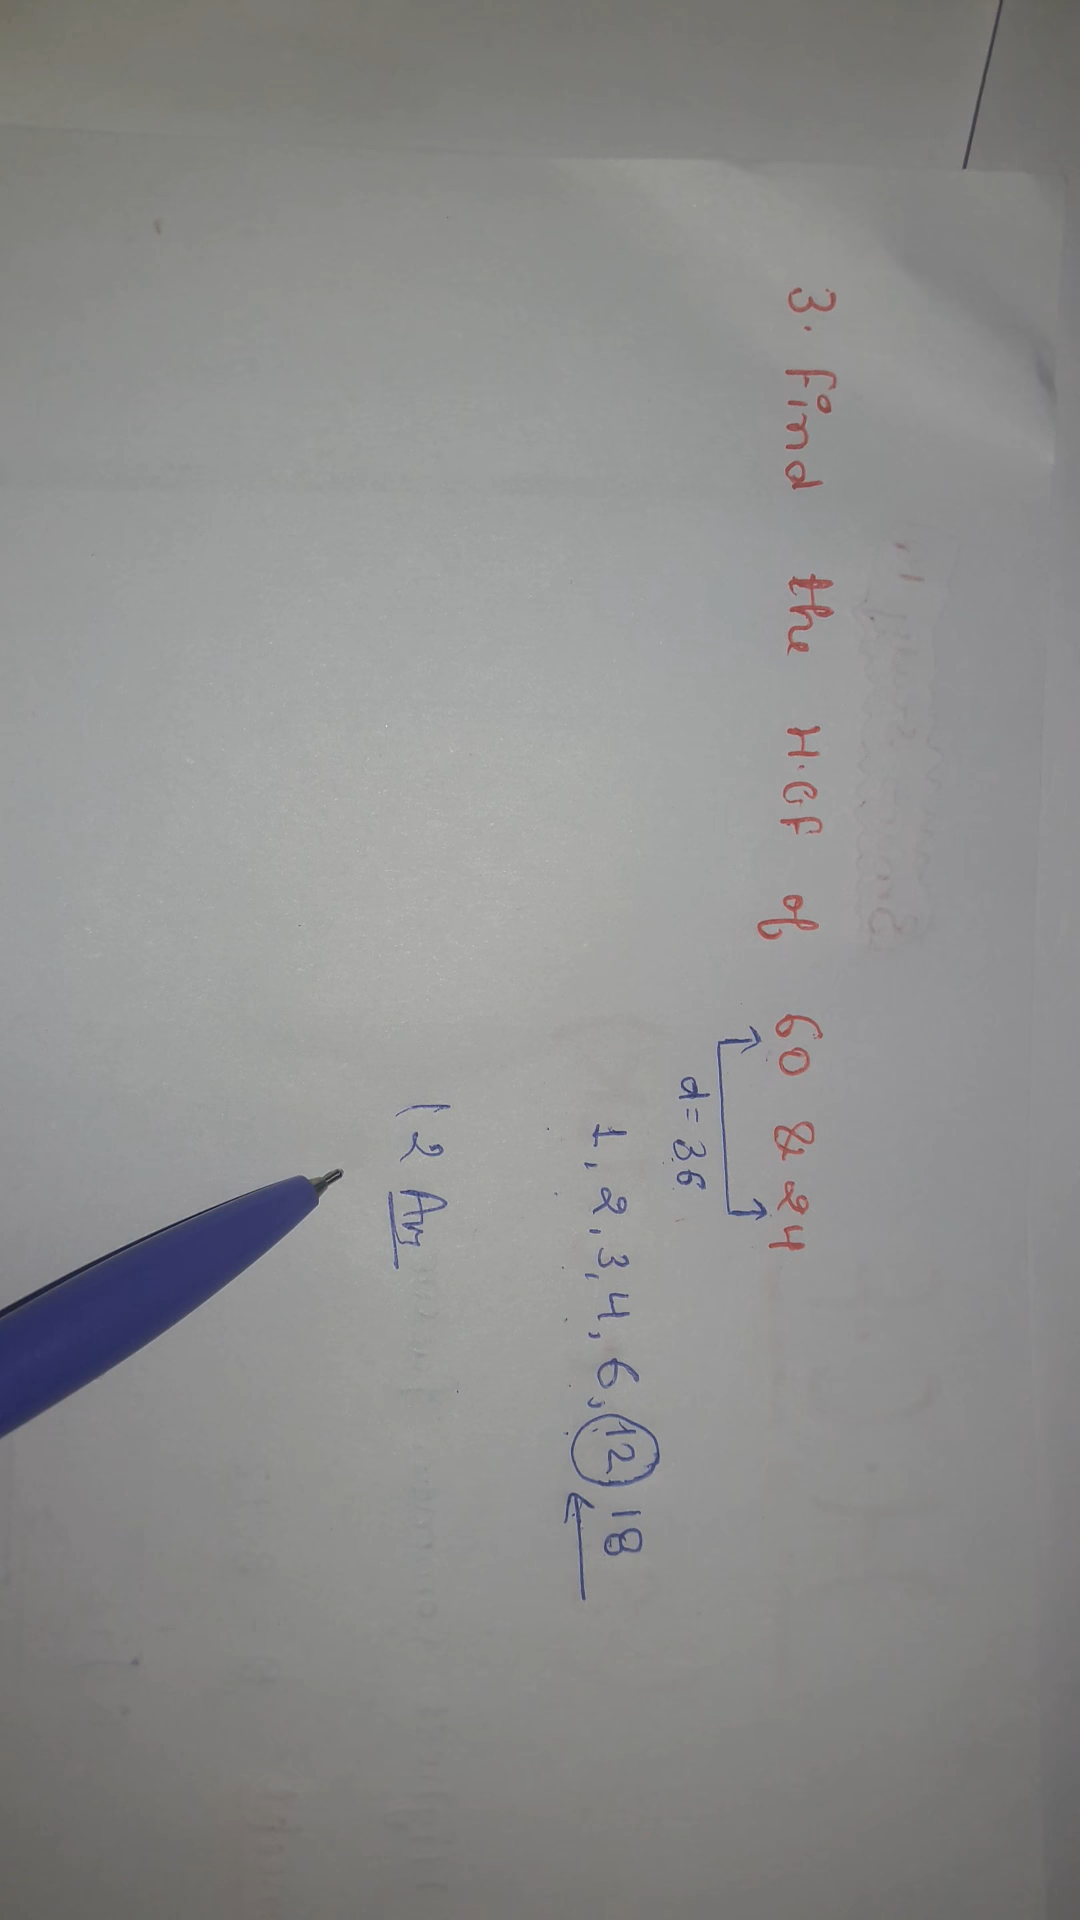 3. Find the H.C.F of 60 & 24
d = 36
1, 2, 3, 4, 6, 12, 18
12 Ans